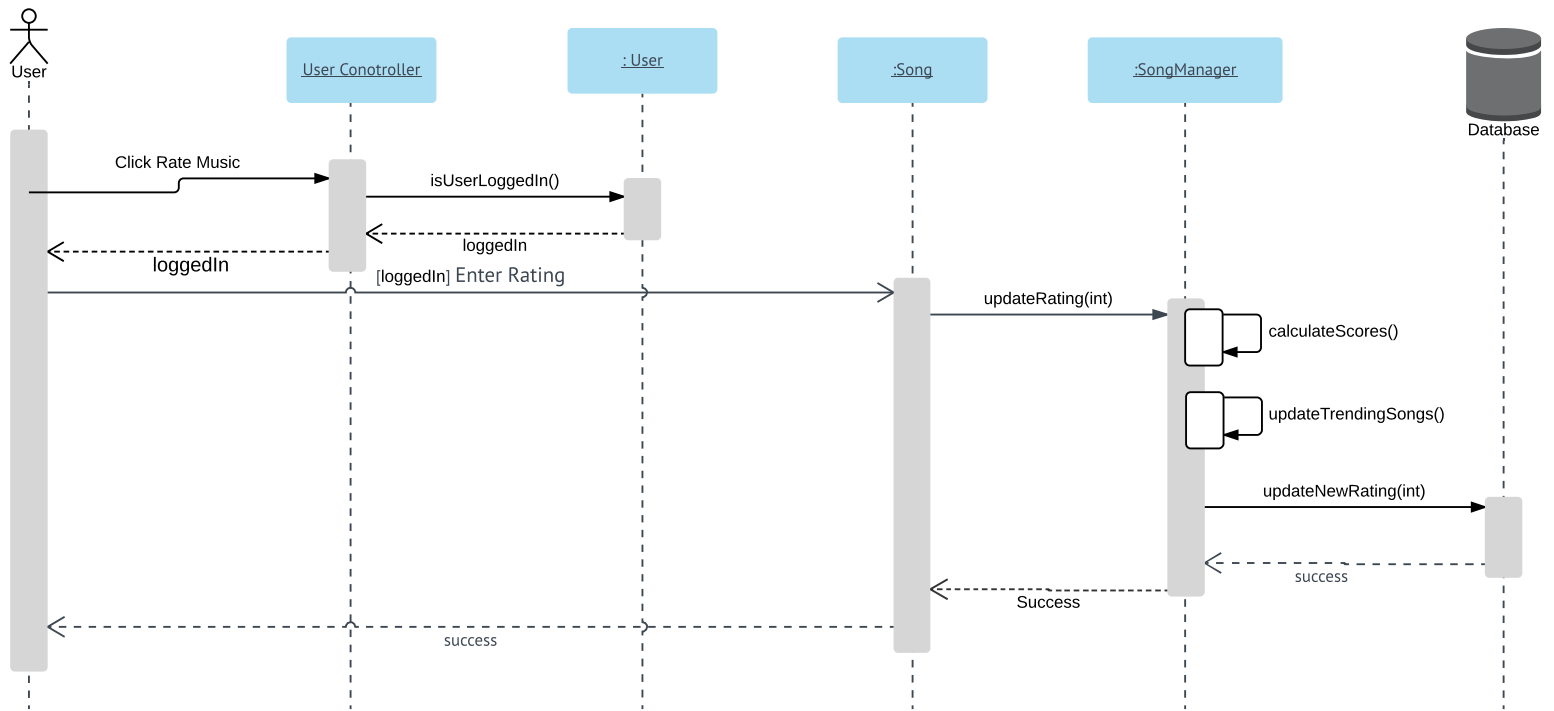 User
User Conotroller
: User
:Song
:SongManager
Database
Click Rate Music
isUserLoggedIn()
loggedIn
loggedIn
[loggedIn] Enter Rating
updateRating(int)
calculateScores()
updateTrendingSongs()
updateNewRating(int)
success
Success
success